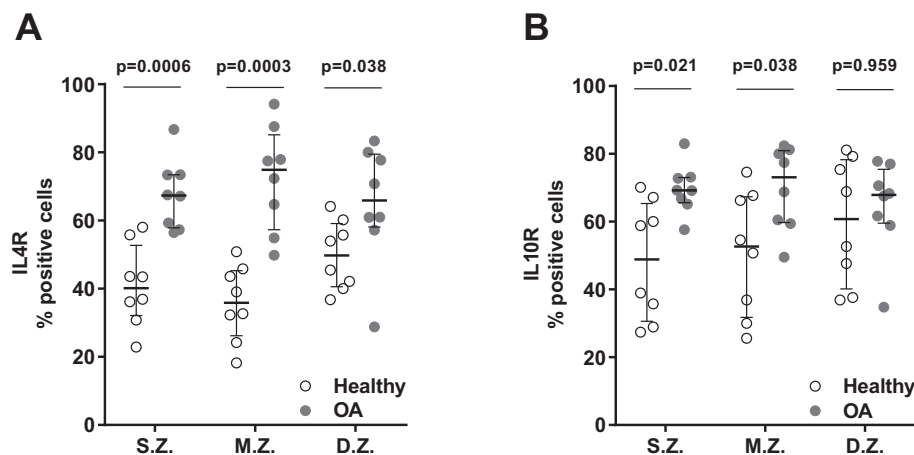 A
p=0.0006 p=0.0003 p=0.038
IL4R
% positive cells
100
80
60
40
20
0
Healthy
OA
S.Z. M.Z. D.Z.
B
p=0.021 p=0.038 p=0.959
IL10R
% positive cells
100
80
60
40
20
0
Healthy
OA
S.Z. M.Z. D.Z.